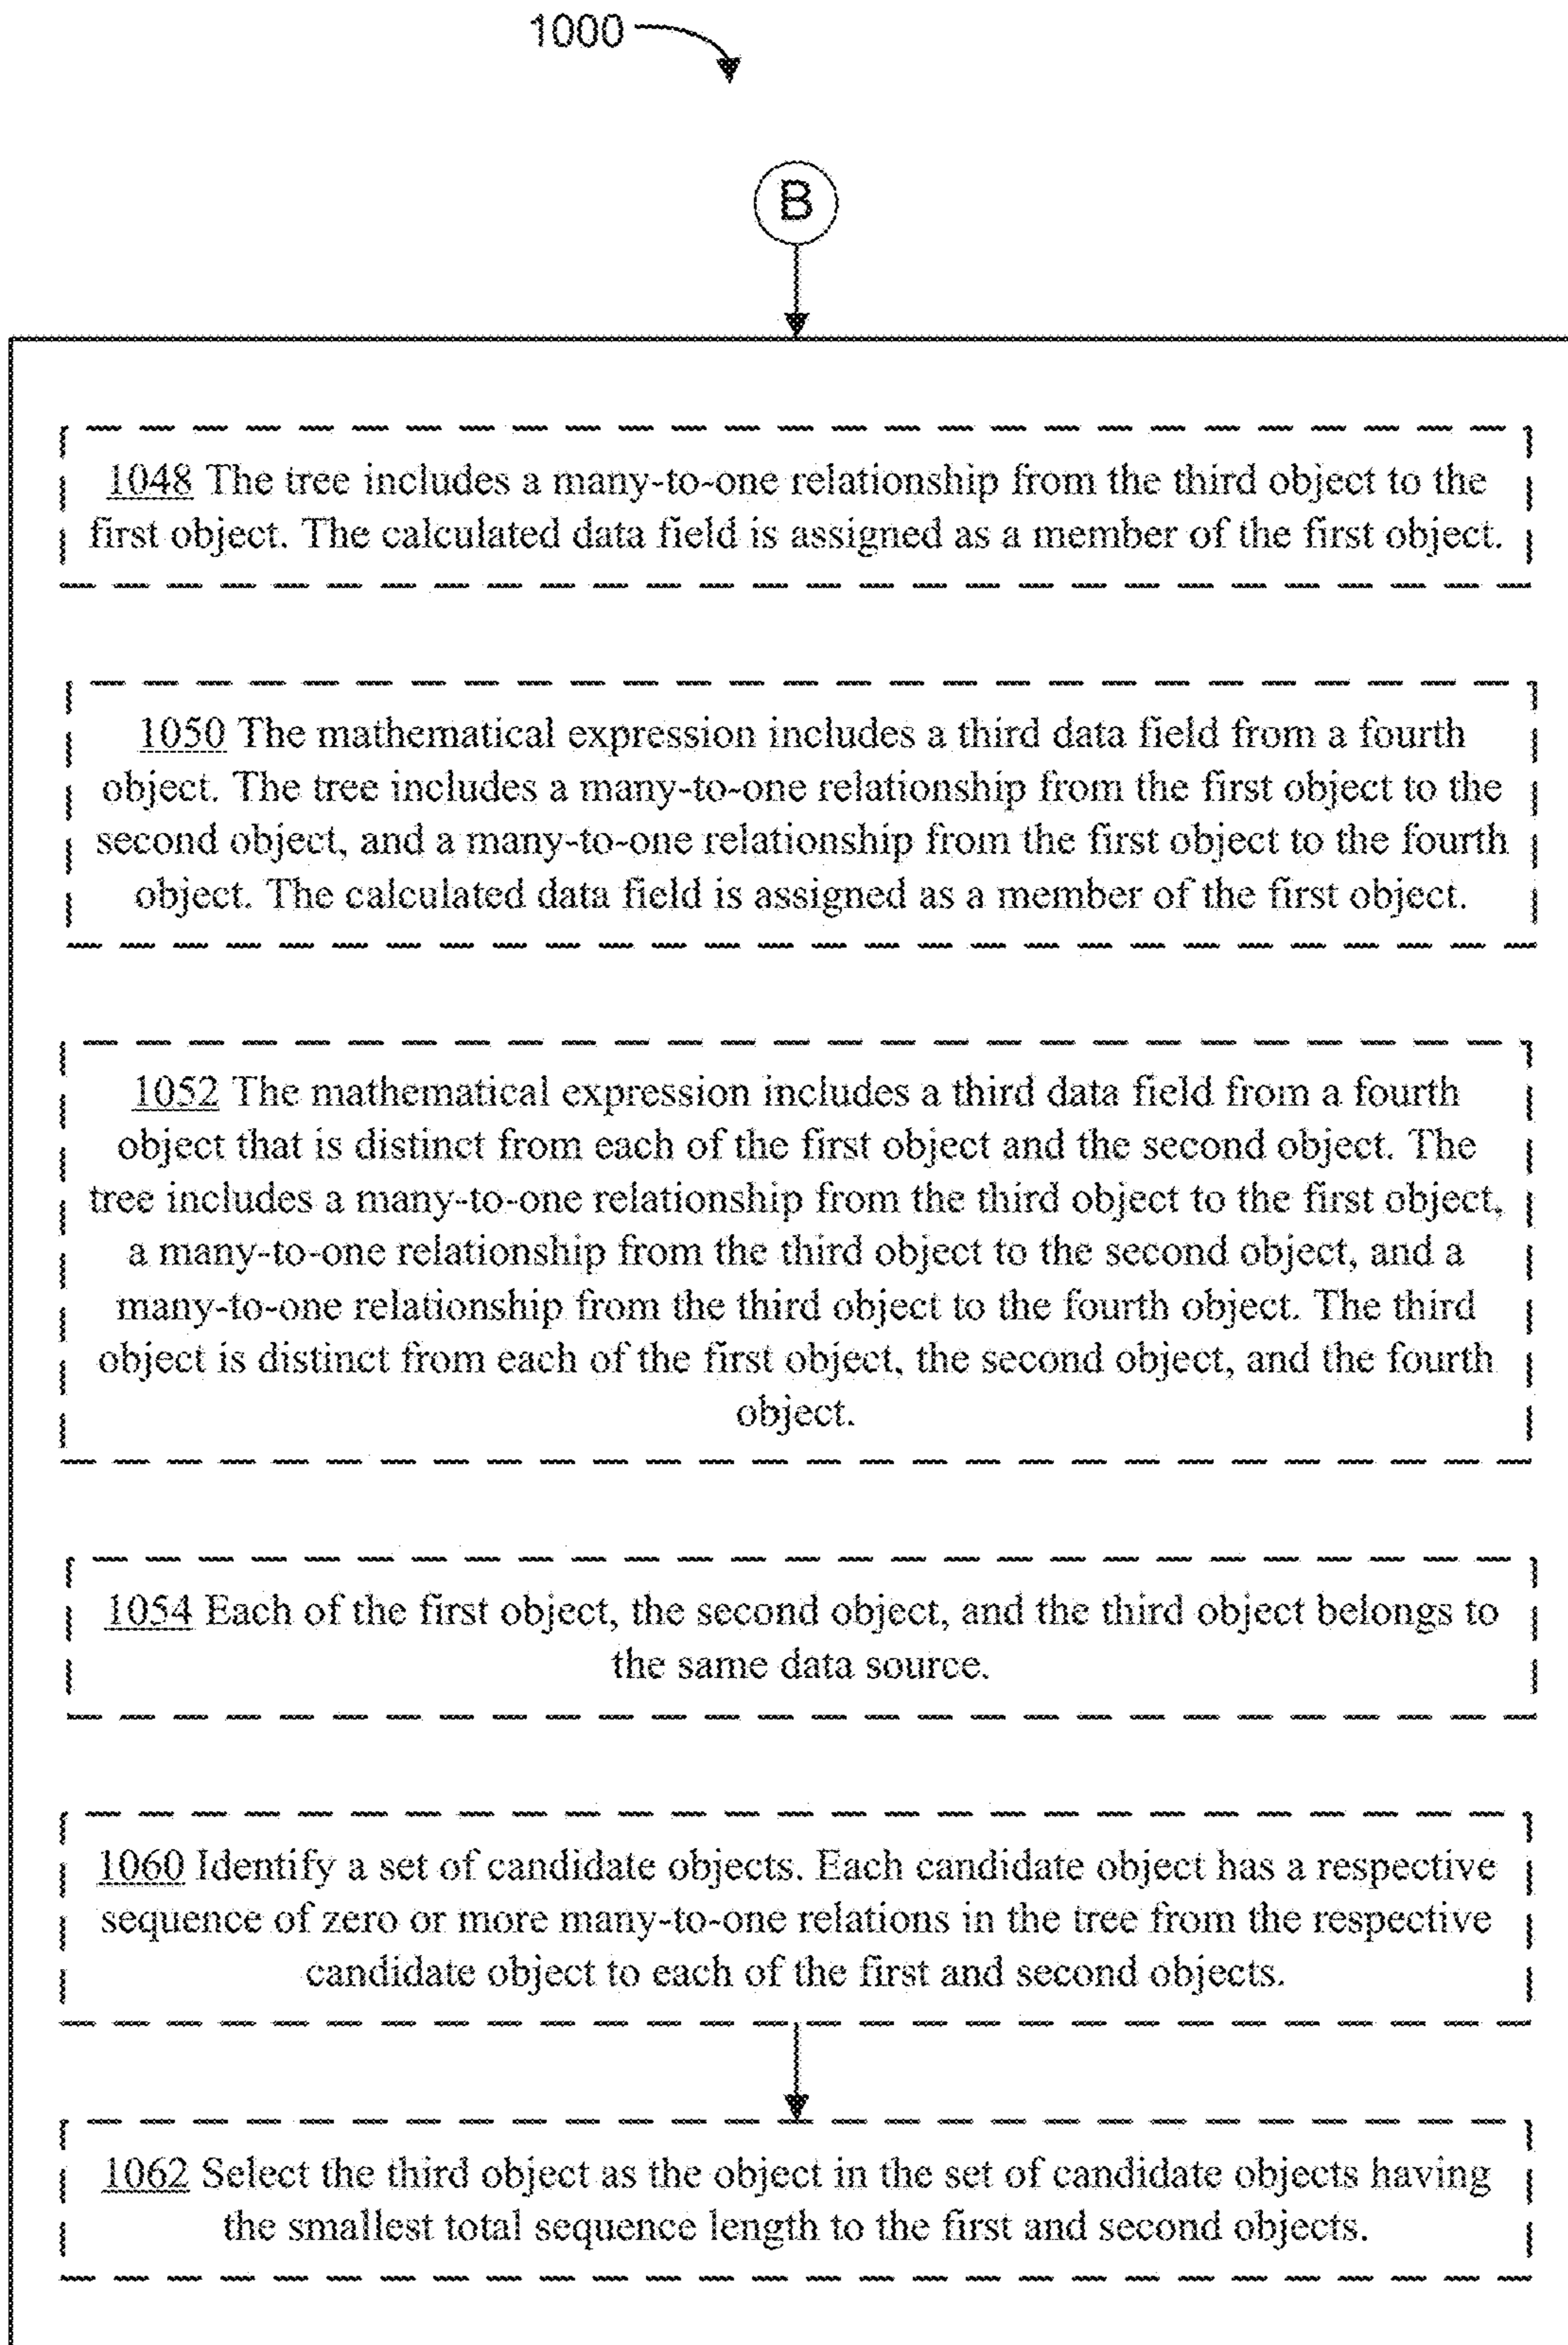 1000
B
1048 The tree includes a many-to-one relationship from the third object to the
first object. The calculated data field is assigned as a member of the first object.
1050 The mathematical expression includes a third data field from a fourth
object. The tree includes a many-to-one relationship from the first object to the
second object, and a many-to-one relationship from the first object to the fourth
object. The calculated data field is assigned as a member of the first object.
1052 The mathematical expression includes a third data field from a fourth
object that is distinct from each of the first object and the second object. The
tree includes a many-to-one relationship from the third object to the first object,
a many-to-one relationship from the third object to the second object, and a
many-to-one relationship from the third object to the fourth object. The third
object is distinct from each of the first object, the second object, and the fourth
object.
1054 Each of the first object, the second object, and the third object belongs to
the same data source.
1060 Identify a set of candidate objects. Each candidate object has a respective
sequence of zero or more many-to-one relations in the tree from the respective
candidate object to each of the first and second objects.
1062 Select the third object as the object in the set of candidate objects having
the smallest total sequence length to the first and second objects.